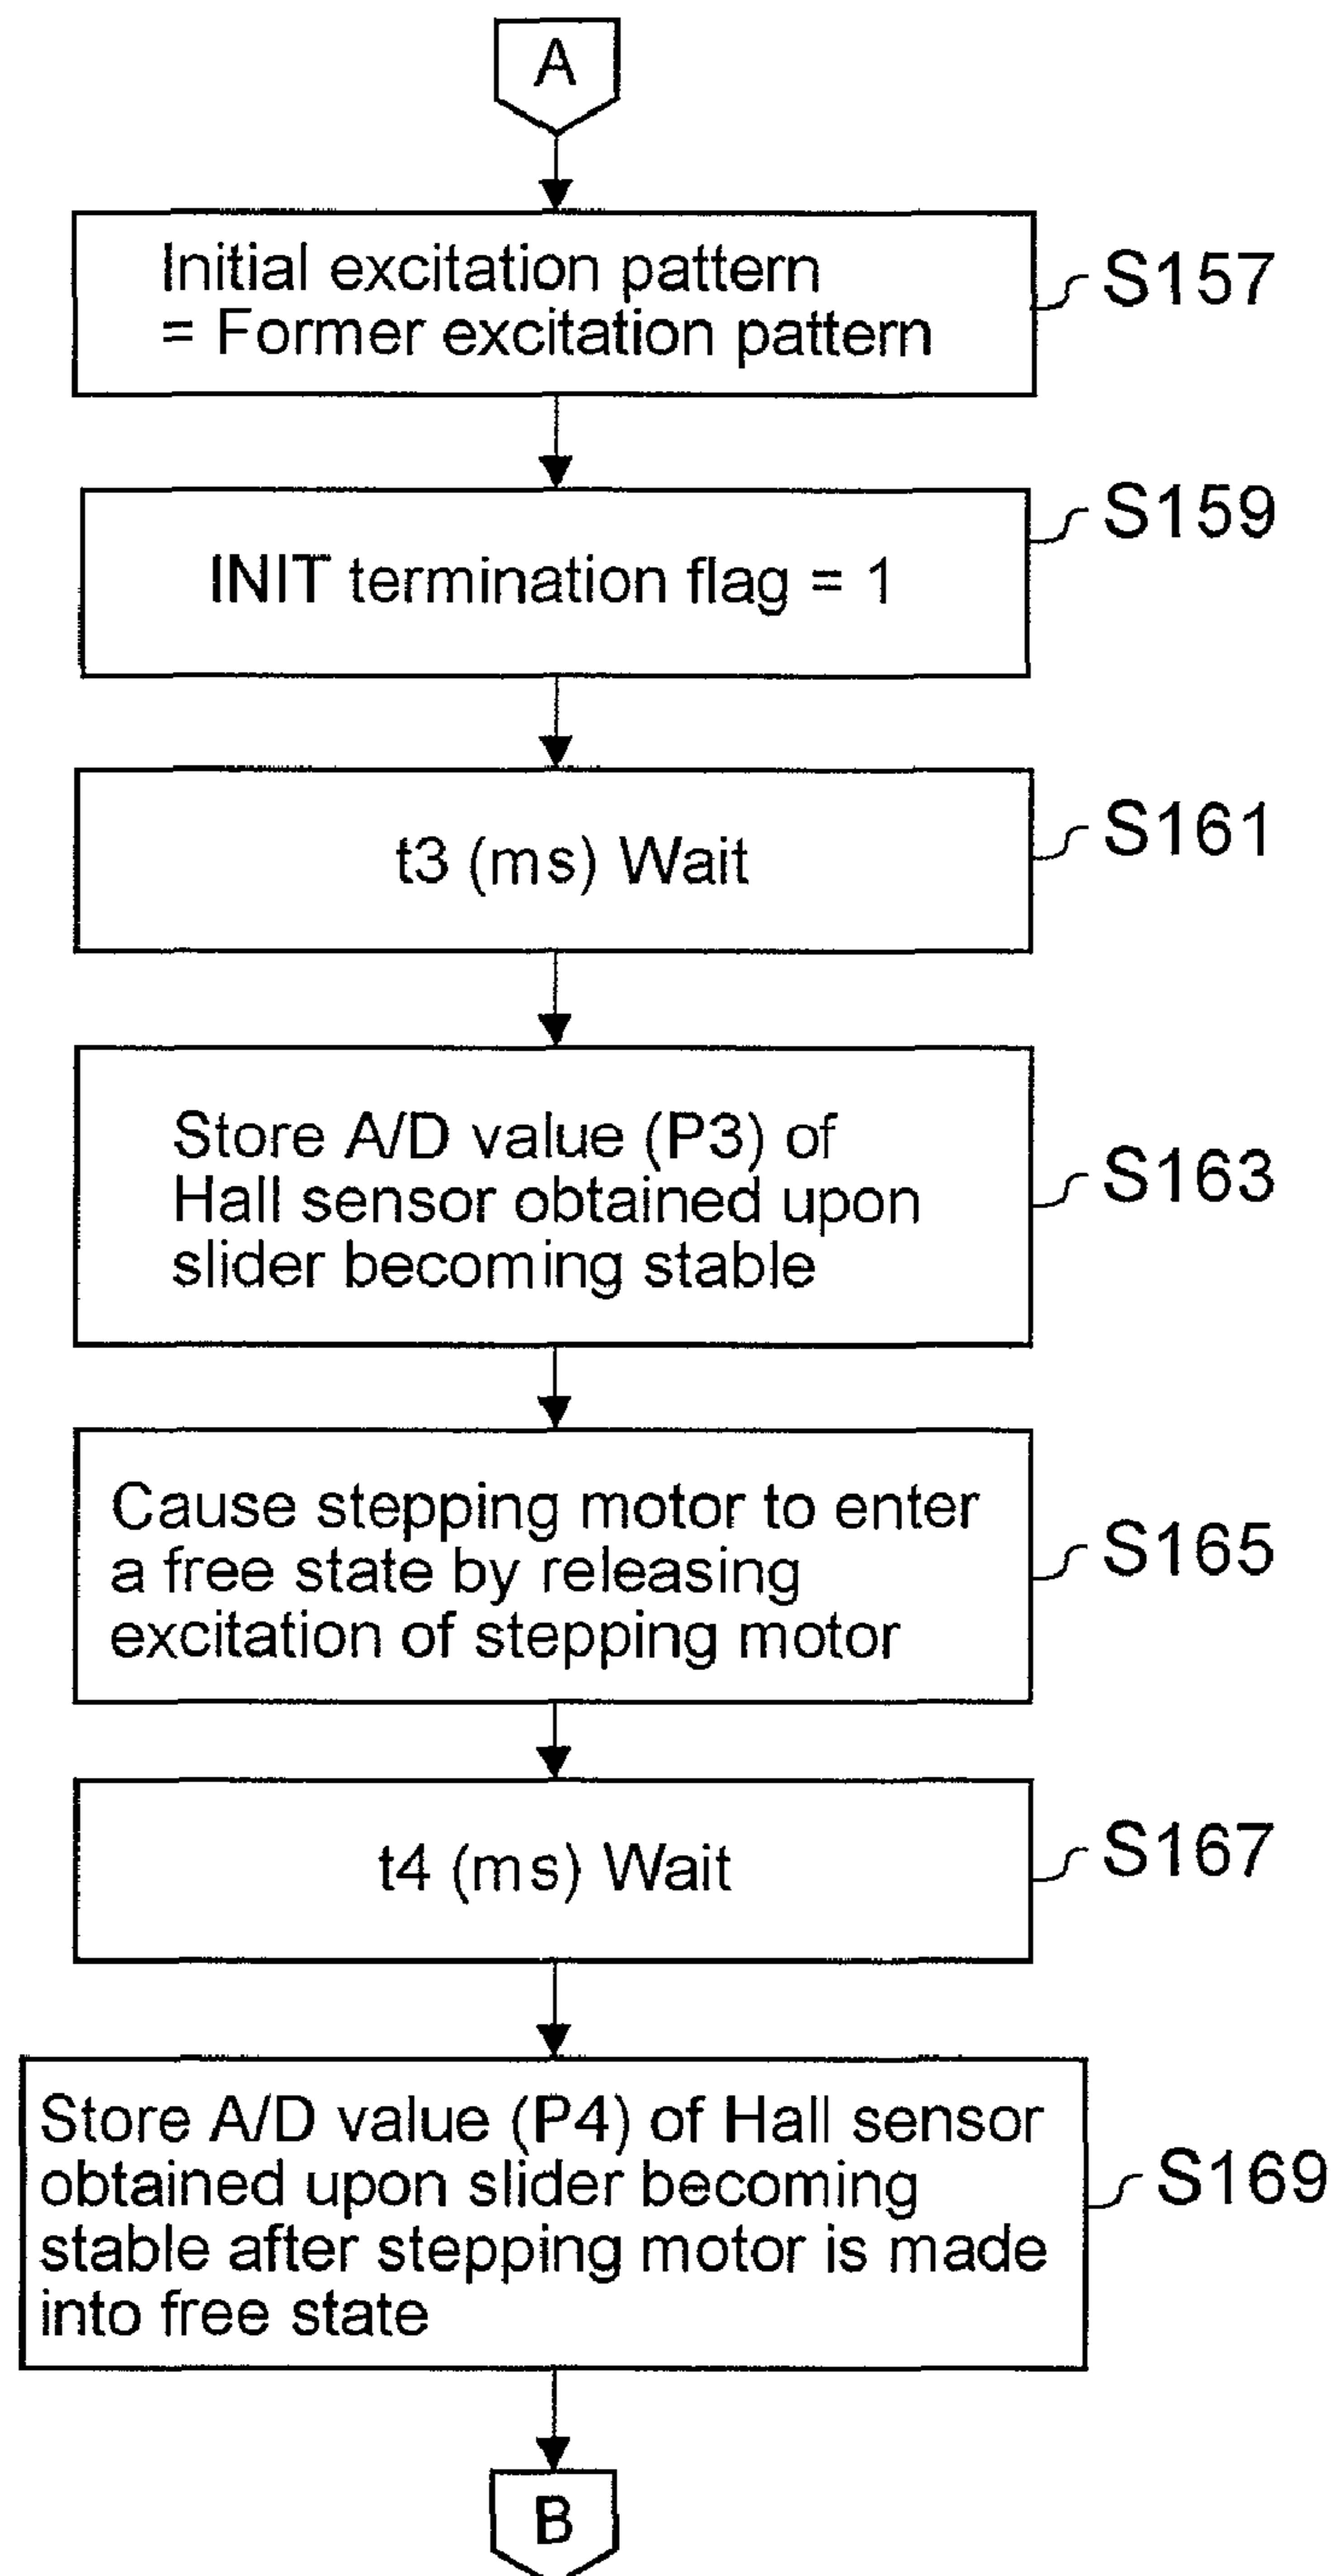 A
Initial excitation pattern
= Former excitation pattern
S157
INIT termination flag = 1
S159
t3 (ms) Wait
S161
Store A/D value (P3) of
Hall sensor obtained upon
slider becoming stable
S163
Cause stepping motor to enter
a free state by releasing
excitation of stepping motor
S165
t4 (ms) Wait
S167
Store A/D value (P4) of Hall sensor
obtained upon slider becoming
stable after stepping motor is made
into free state
S169
B